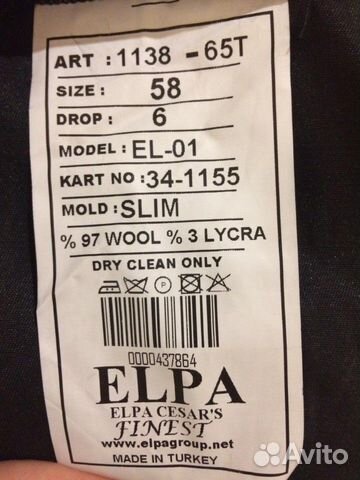 ART : 1138 - 65T
SIZE : 58
DROP : 6
MODEL : EL-01
KART NO : 34-1155
MOLD : SLIM
% 97 WOOL % 3 LYCRA
DRY CLEAN ONLY
P
0000437864
ELPA
ELPA CESAR'S
FINEST
www.elpagroup.net
MADE IN TURKEY
Avito